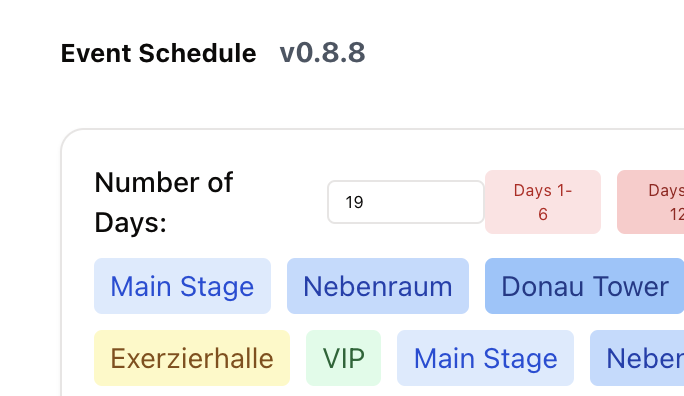 Event Schedule v0.8.8
Number of
Days:
19
Days 1-
6
Days
12
Main Stage Nebenraum Donau Tower
Exerzierhalle VIP Main Stage Neben